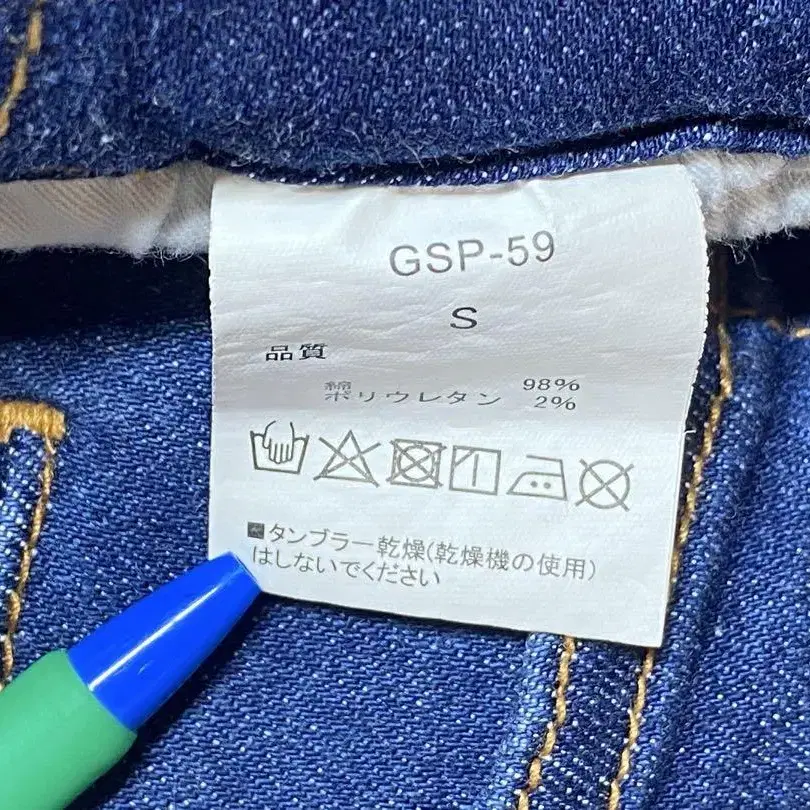 GSP-59
S
品質
綿 98%
ポリウレタン 2%
■タンブラー乾燥(乾燥機の使用)
はしないでください